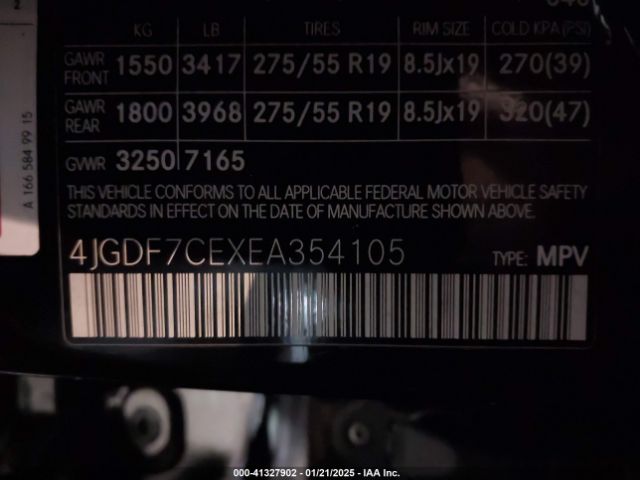 KG LB TIRES RIM SIZE COLD KPA (PSI)
GAWR FRONT 1550 3417 275/55 R19 8.5Jx19 270(39)
GAWR REAR 1800 3968 275/55 R19 8.5Jx19 320(47)
GVWR 3250 7165
THIS VEHICLE CONFORMS TO ALL APPLICABLE FEDERAL MOTOR VEHICLE SAFETY
STANDARDS IN EFFECT ON THE DATE OF MANUFACTURE SHOWN ABOVE.
4JGDF7CEXEA354105 TYPE: MPV
A 166 584 99 15
2
000-41327902 — 01/21/2025 — IAA Inc.